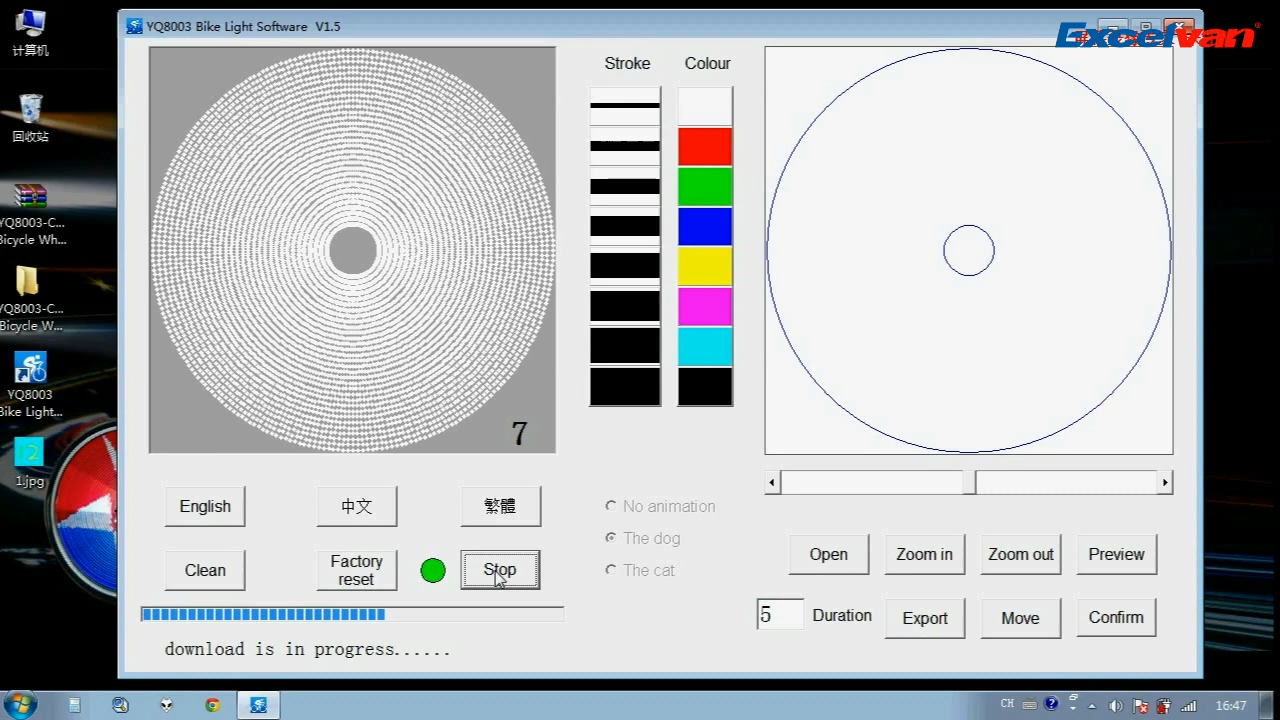 计算机
回收站
YQ8003-C...
Bicycle Wh...
YQ8003-C...
Bicycle W...
YQ8003
Bike Light...
1.jpg
YQ8003 Bike Light Software V1.5
Excelvan
Stroke
Colour
7
English
中文
繁體
Clean
Factory
reset
Stop
download is in progress......
No animation
The dog
The cat
Open
Zoom in
Zoom out
Preview
5
Duration
Export
Move
Confirm
CH
16:47